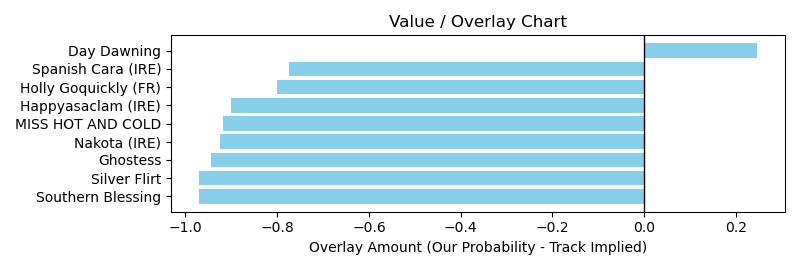 Value / Overlay Chart
Day Dawning
Spanish Cara (IRE)
Holly Goquickly (FR)
Happyasaclam (IRE)
MISS HOT AND COLD
Nakota (IRE)
Ghostess
Silver Flirt
Southern Blessing
−1.0 −0.8 −0.6 −0.4 −0.2 0.0 0.2
Overlay Amount (Our Probability - Track Implied)